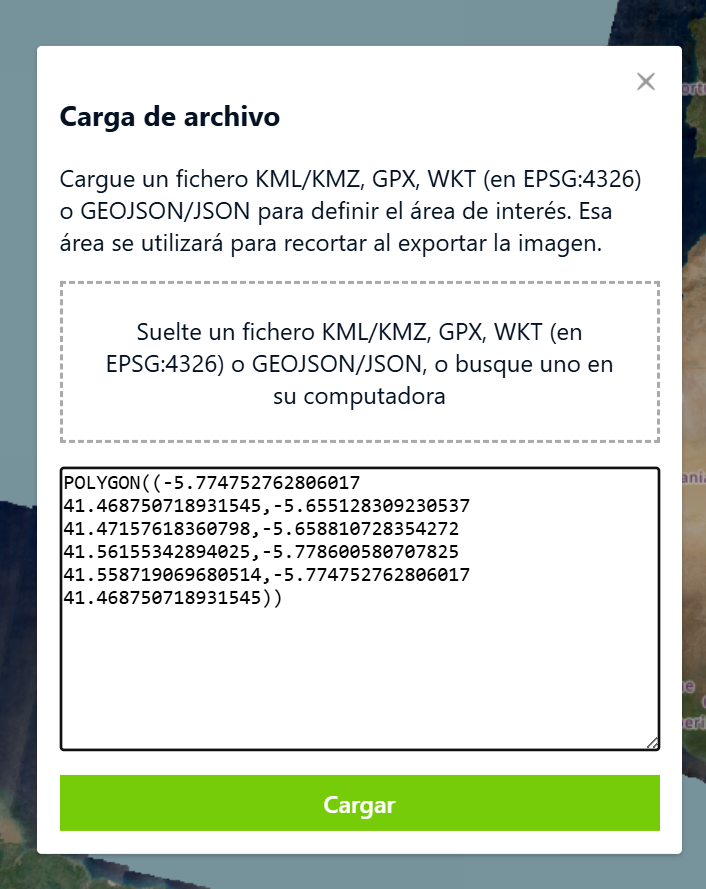 Carga de archivo
Cargue un fichero KML/KMZ, GPX, WKT (en EPSG:4326)
o GEOJSON/JSON para definir el área de interés. Esa
área se utilizará para recortar al exportar la imagen.
Suelte un fichero KML/KMZ, GPX, WKT (en
EPSG:4326) o GEOJSON/JSON, o busque uno en
su computadora
POLYGON((-5.774752762806017
41.468750718931545,-5.655128309230537
41.47157618360798,-5.658810728354272
41.56155342894025,-5.778600580707825
41.558719069680514,-5.774752762806017
41.468750718931545))
Cargar